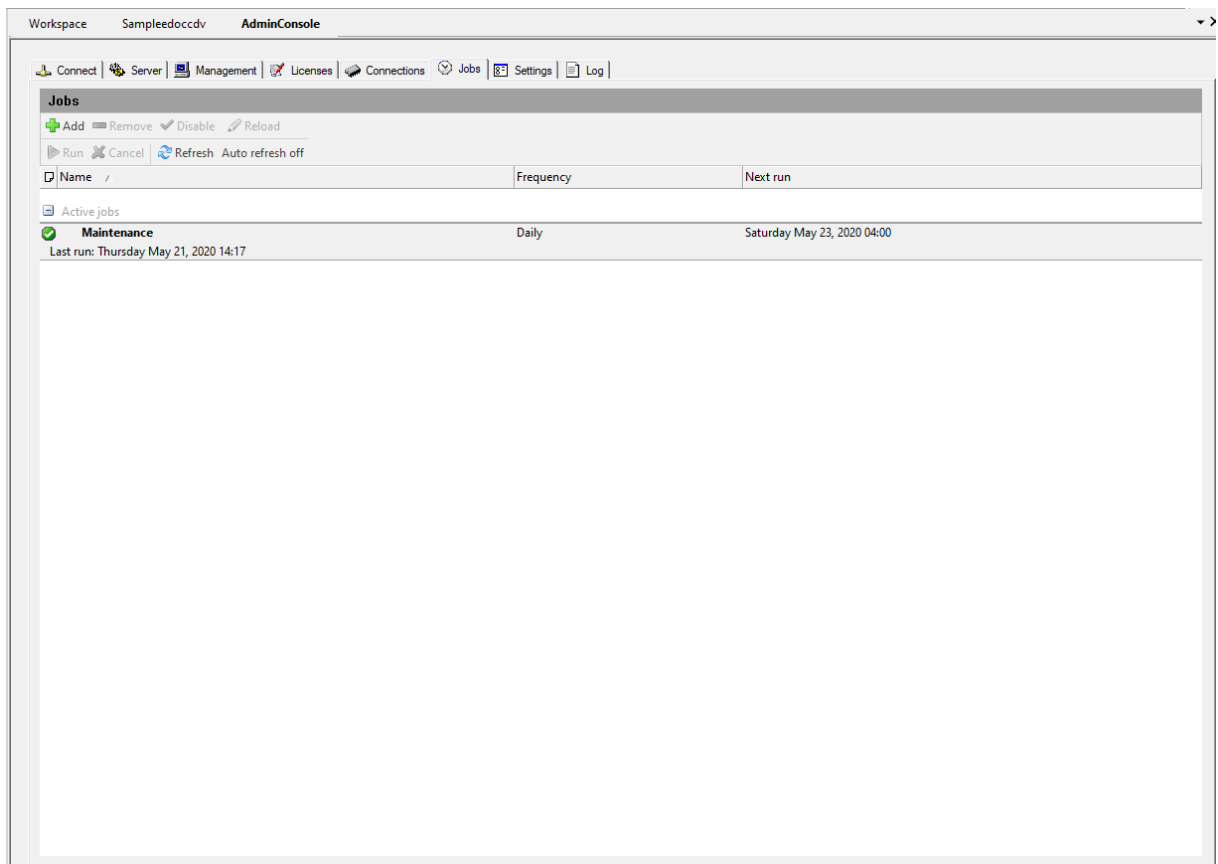 Workspace Sampleedoccdv AdminConsole
Connect Server Management Licenses Connections Jobs Settings Log
Jobs
Add Remove Disable Reload
Run Cancel Refresh Auto refresh off
Name Frequency Next run
Active jobs
Maintenance Daily Saturday May 23, 2020 04:00
Last run: Thursday May 21, 2020 14:17